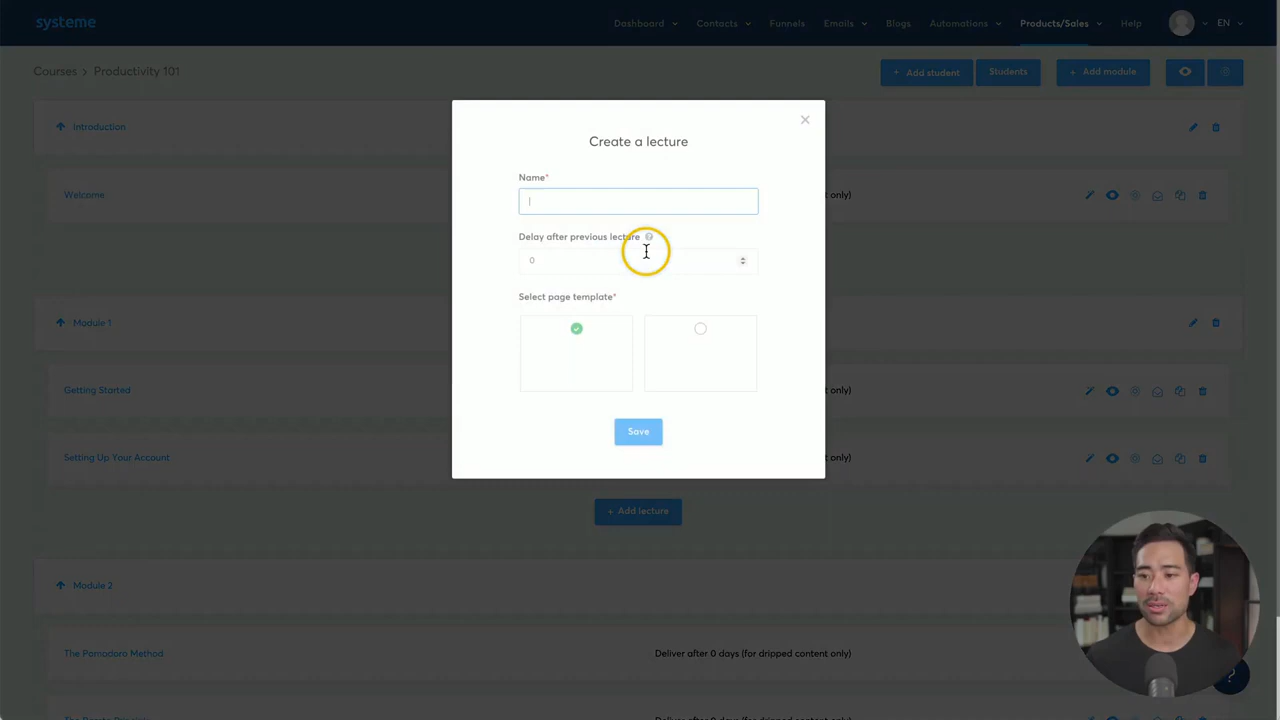 systeme
Dashboard Contacts Funnels Emails Blogs Automations Products/Sales Help EN
Courses > Productivity 101
+ Add student Students + Add module
Introduction
Create a lecture
Name*
Welcome
t only)
Delay after previous lecture ?
0
Select page template*
Module 1
Getting Started
t only)
Save
Setting Up Your Account
t only)
+ Add lecture
Module 2
The Pomodoro Method
Deliver after 0 days (for dripped content only)
?